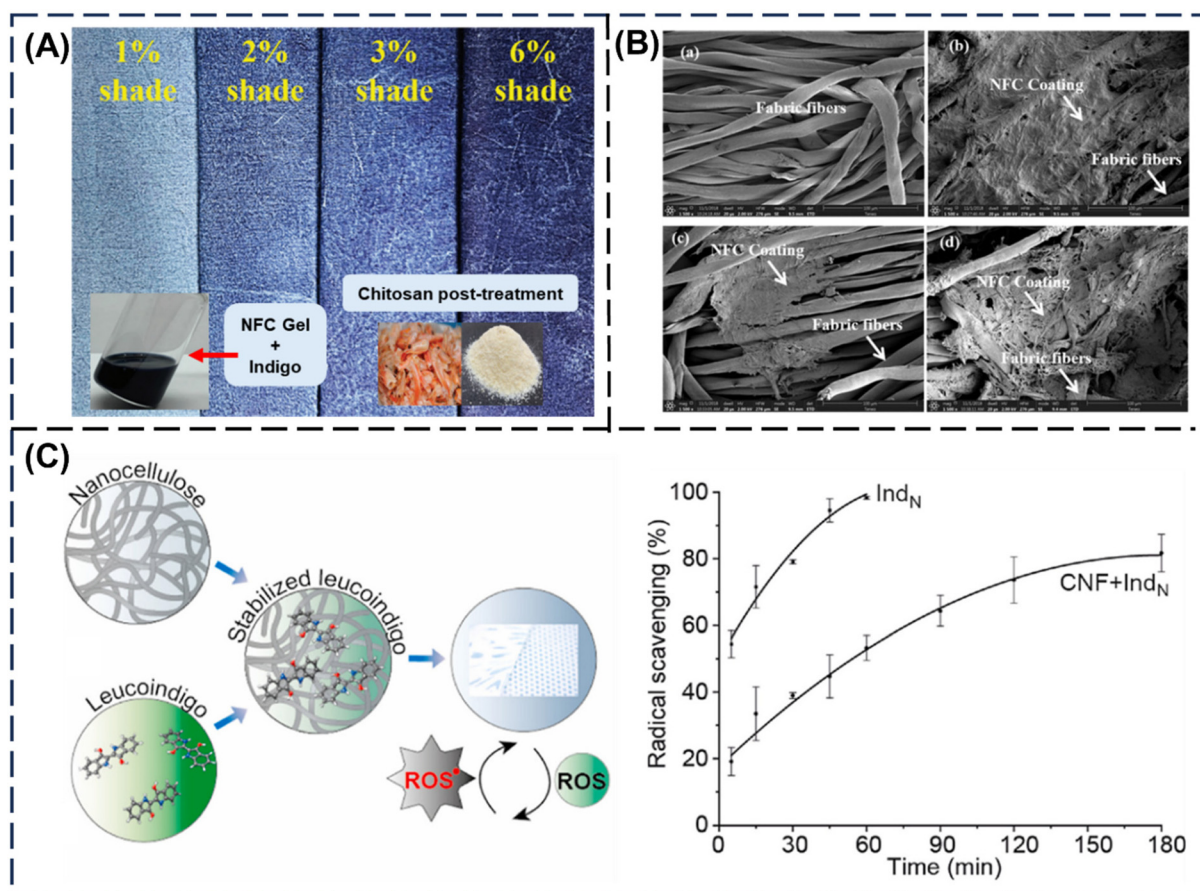 (A)
1%
shade
2%
shade
3%
shade
6%
shade
NFC Gel
+
Indigo
Chitosan post-treatment
(B)
(a)
Fabric fibers
(b)
NFC Coating
Fabric fibers
(c)
NFC Coating
Fabric fibers
(d)
NFC Coating
Fabric fibers
(C)
Nanocellulose
Leucoindigo
Stabilized leucoindigo
ROS•
ROS
Radical scavenging (%)
100
80
60
40
20
0
Ind_N
CNF+Ind_N
0 30 60 90 120 150 180
Time (min)